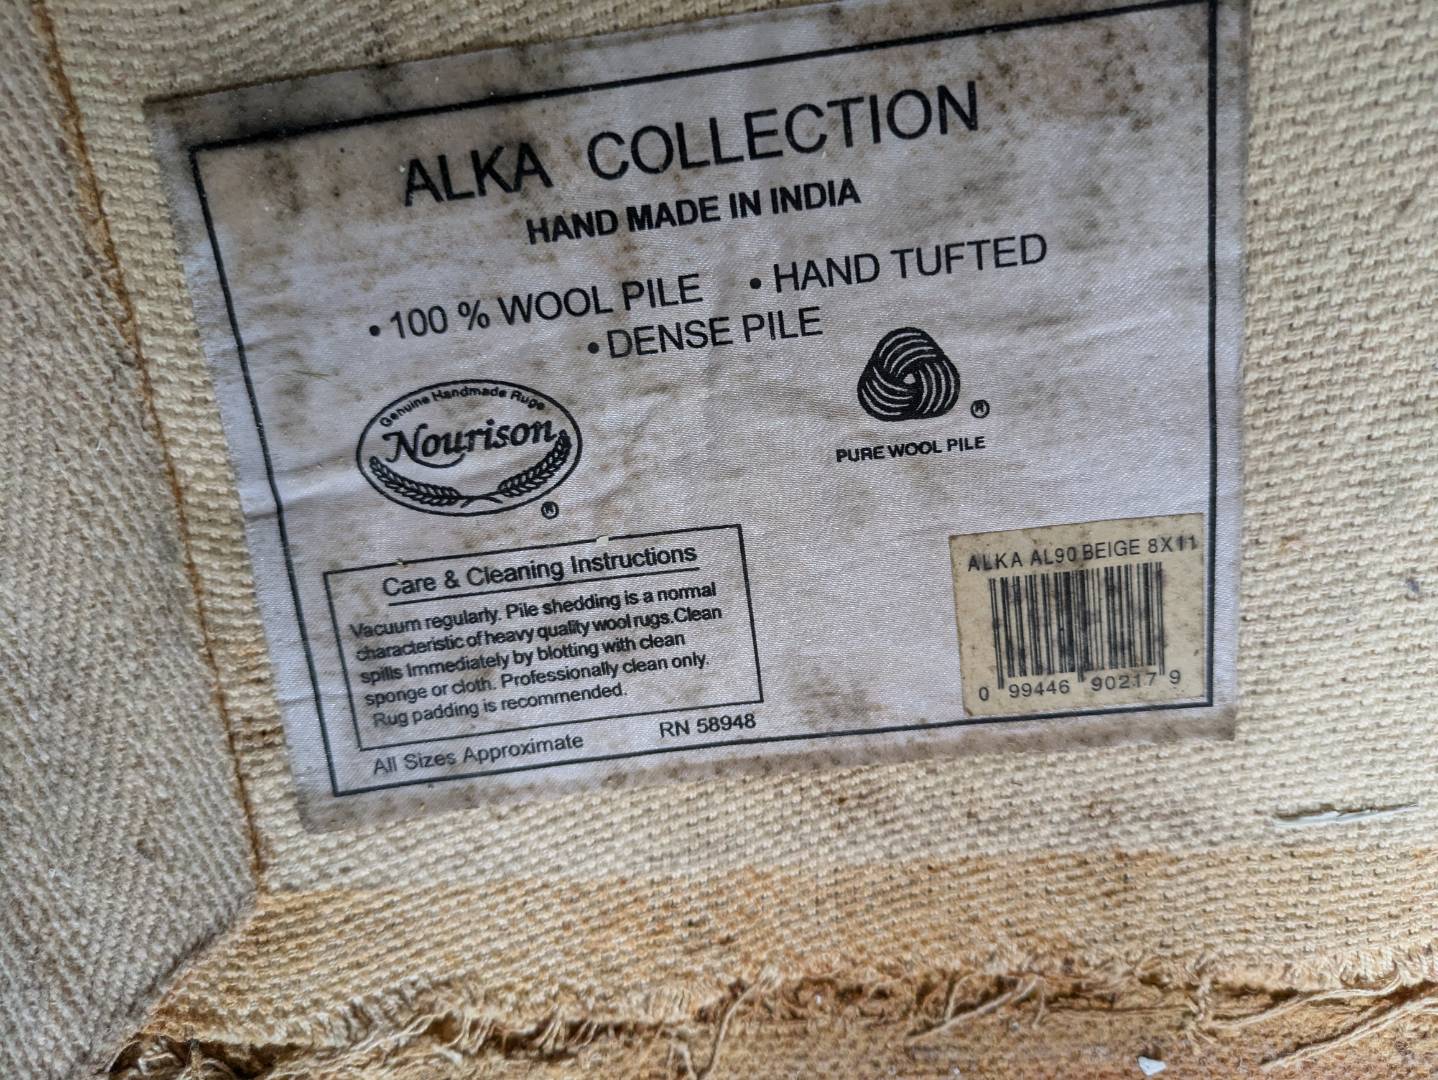 ALKA COLLECTION
HAND MADE IN INDIA
• 100 % WOOL PILE • HAND TUFTED
• DENSE PILE
Genuine Handmade Rugs
Nourison
®
®
PURE WOOL PILE
Care & Cleaning Instructions
Vacuum regularly. Pile shedding is a normal
characteristic of heavy quality wool rugs.Clean
spills Immediately by blotting with clean
sponge or cloth. Professionally clean only.
Rug padding is recommended.
All Sizes Approximate RN 58948
ALKA AL90 BEIGE 8X11
0 99446 90217 9